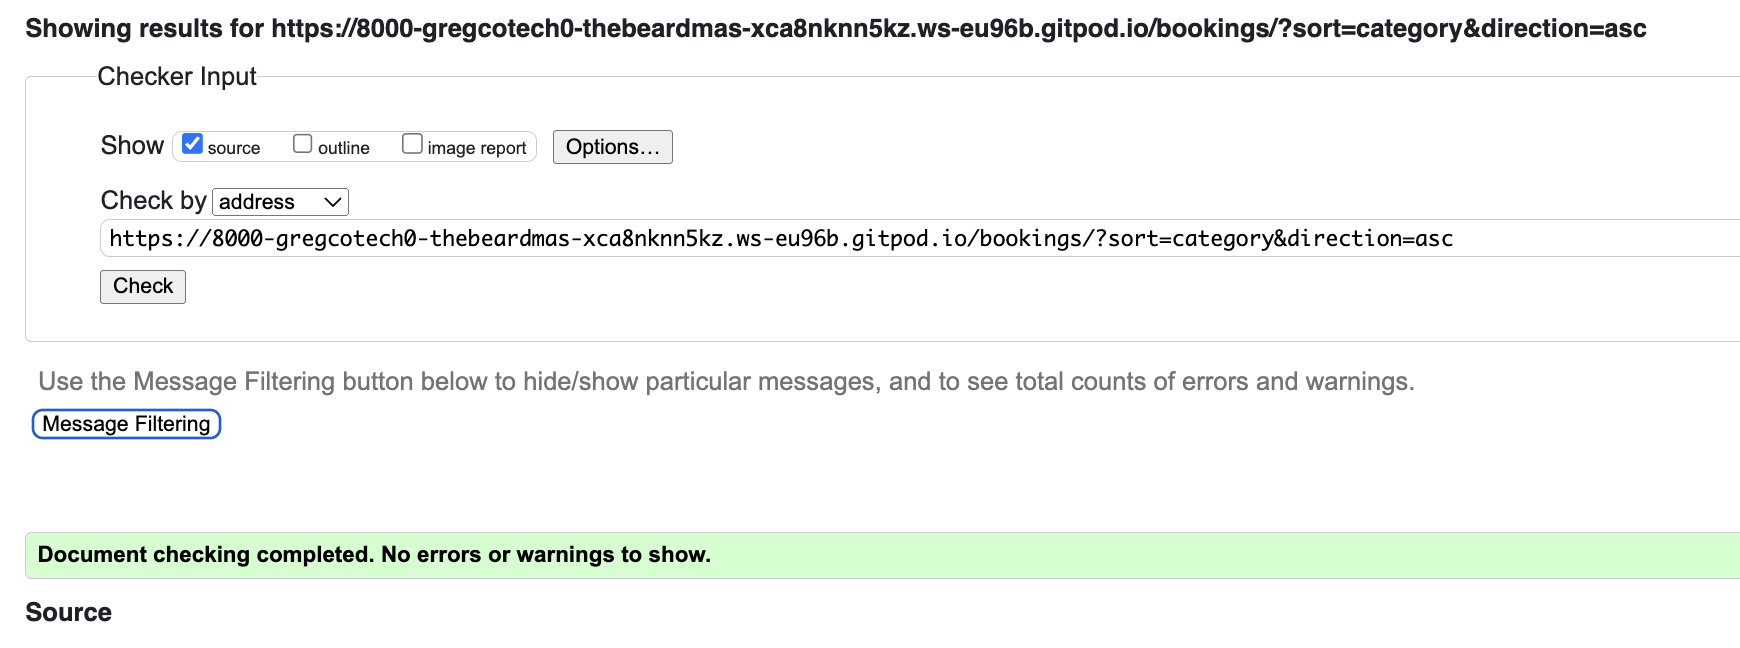 Showing results for https://8000-gregcotech0-thebeardmas-xca8nknn5kz.ws-eu96b.gitpod.io/bookings/?sort=category&direction=asc
Checker Input
Show source outline image report Options...
Check by address
https://8000-gregcotech0-thebeardmas-xca8nknn5kz.ws-eu96b.gitpod.io/bookings/?sort=category&direction=asc
Check
Use the Message Filtering button below to hide/show particular messages, and to see total counts of errors and warnings.
Message Filtering
Document checking completed. No errors or warnings to show.
Source